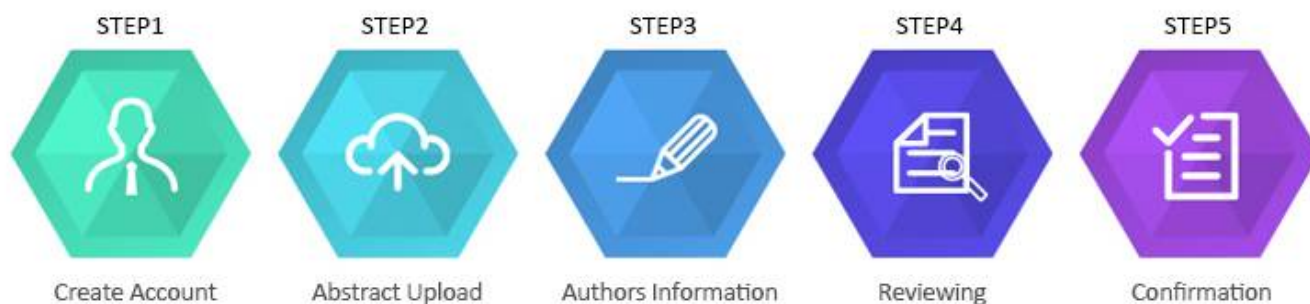 STEP1
STEP2
STEP3
STEP4
STEP5
Create Account
Abstract Upload
Authors Information
Reviewing
Confirmation